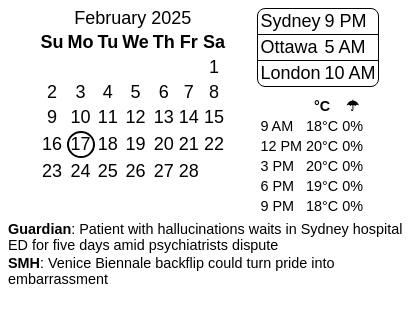 February 2025
Su Mo Tu We Th Fr Sa
1
2 3 4 5 6 7 8
9 10 11 12 13 14 15
16 17 18 19 20 21 22
23 24 25 26 27 28
Sydney 9 PM
Ottawa 5 AM
London 10 AM
°C ☂
9 AM 18°C 0%
12 PM 20°C 0%
3 PM 20°C 0%
6 PM 19°C 0%
9 PM 18°C 0%
Guardian: Patient with hallucinations waits in Sydney hospital
ED for five days amid psychiatrists dispute
SMH: Venice Biennale backflip could turn pride into
embarrassment